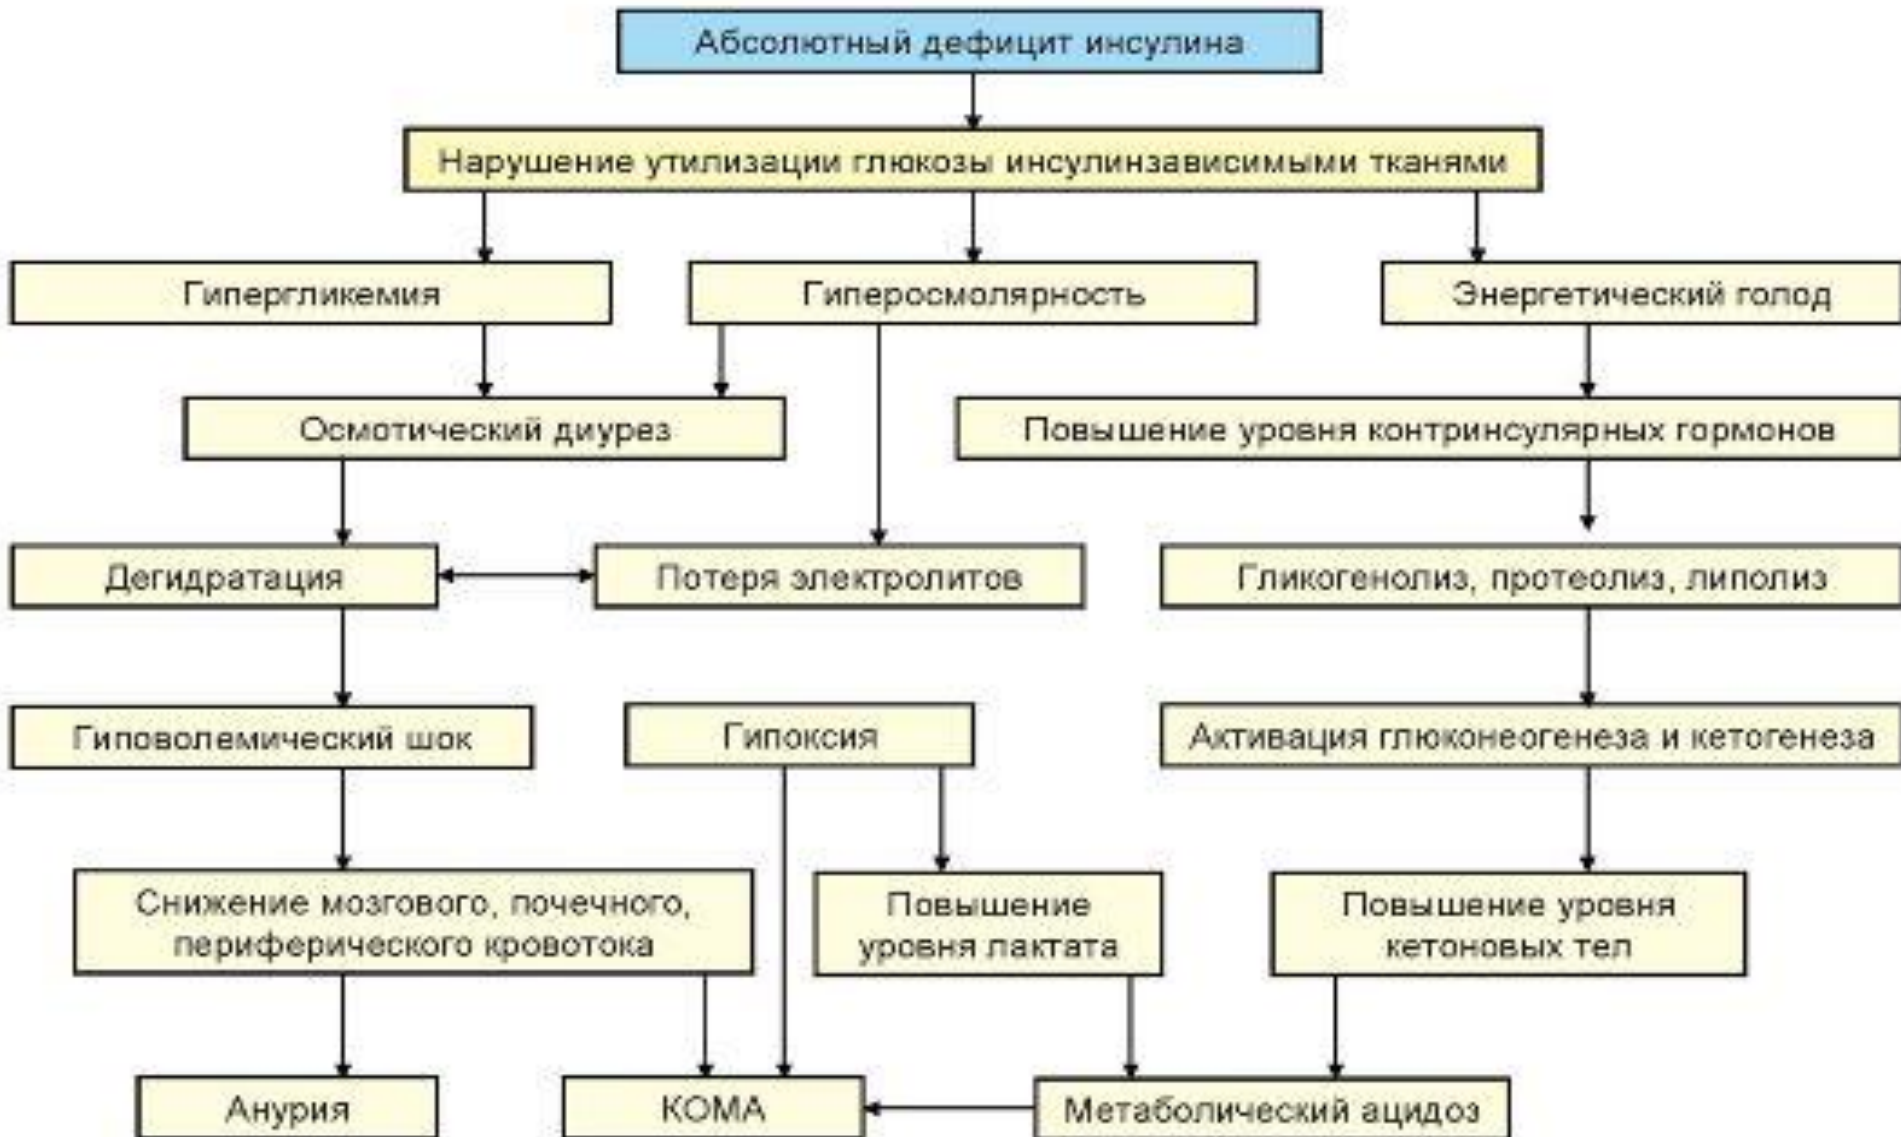 Абсолютный дефицит инсулина
Нарушение утилизации глюкозы инсулинзависимыми тканями
Гипергликемия
Гиперосмолярность
Энергетический голод
Осмотический диурез
Повышение уровня контринсулярных гормонов
Дегидратация
Потеря электролитов
Гликогенолиз, протеолиз, липолиз
Гиповолемический шок
Гипоксия
Активация глюконеогенеза и кетогенеза
Снижение мозгового, почечного,
периферического кровотока
Повышение
уровня лактата
Повышение уровня
кетоновых тел
Анурия
КОМА
Метаболический ацидоз